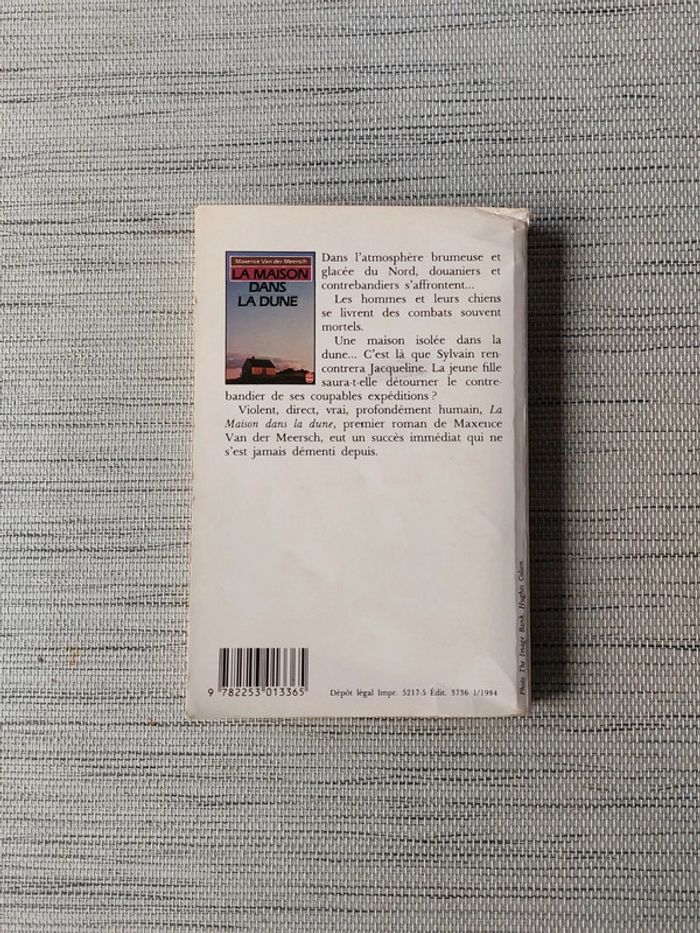 Maxence Van der Meersch
LA MAISON
DANS
LA DUNE
Dans l'atmosphère brumeuse et
glacée du Nord, douaniers et
contrebandiers s'affrontent...
Les hommes et leurs chiens
se livrent des combats souvent
mortels.
Une maison isolée dans la
dune... C'est là que Sylvain ren-
contrera Jacqueline. La jeune fille
saura-t-elle détourner le contre-
bandier de ses coupables expéditions ?
Violent, direct, vrai, profondément humain, La
Maison dans la dune, premier roman de Maxence
Van der Meersch, eut un succès immédiat qui ne
s'est jamais démenti depuis.
9 782253 013365
Dépôt légal Impr. 5217-5 Édit. 3736 1/1984
Photo The Image Bank Hughes Colson.